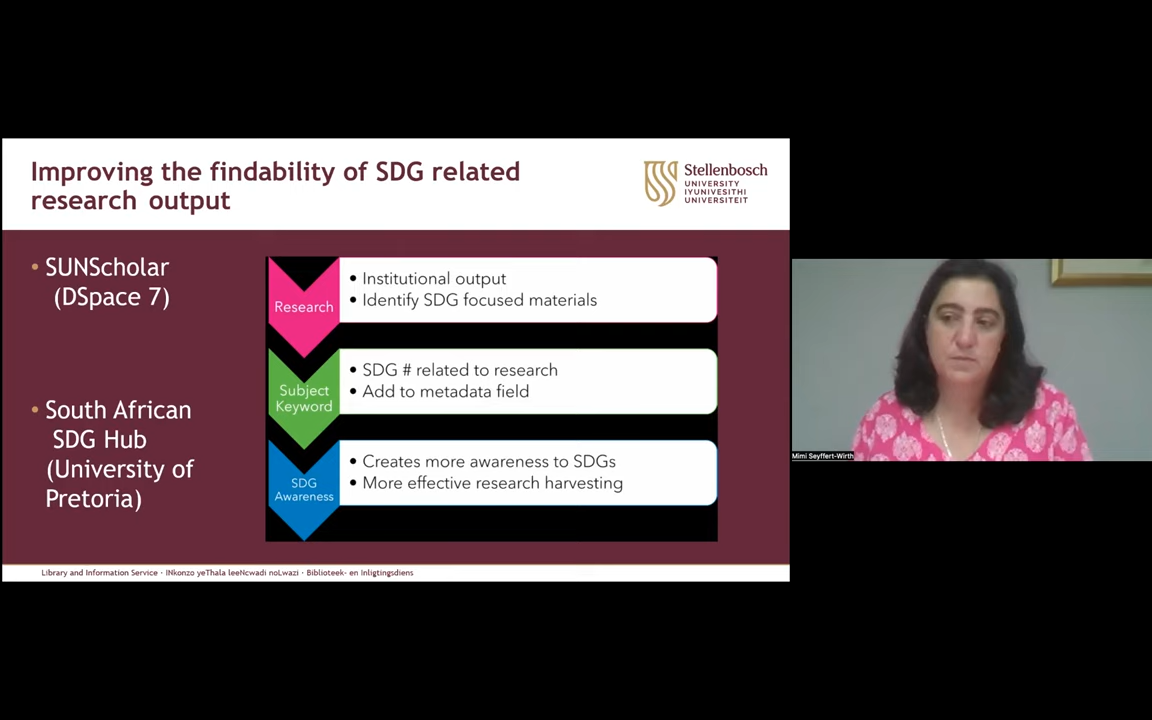 Improving the findability of SDG related
research output
Stellenbosch
UNIVERSITY
IYUNIVESITHI
UNIVERSITEIT
• SUNScholar
(DSpace 7)
• South African
SDG Hub
(University of
Pretoria)
Research
• Institutional output
• Identify SDG focused materials
Subject
Keyword
• SDG # related to research
• Add to metadata field
SDG
Awareness
• Creates more awareness to SDGs
• More effective research harvesting
Library and Information Service · INkonzo yeThala leeNcwadi noLwazi · Biblioteek- en Inligtingsdiens
Mimi Seyffert-Wirth